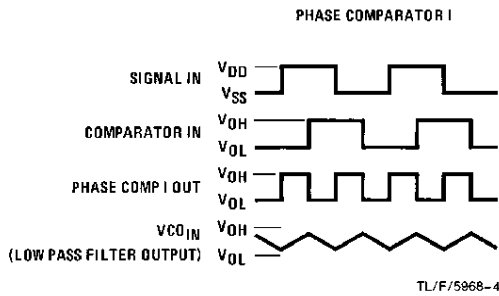 PHASE COMPARATOR I
SIGNAL IN
VDD
VSS
COMPARATOR IN
VOH
VOL
PHASE COMP I OUT
VOH
VOL
VCOIN
(LOW PASS FILTER OUTPUT)
VOH
VOL
TL/F/5968–4